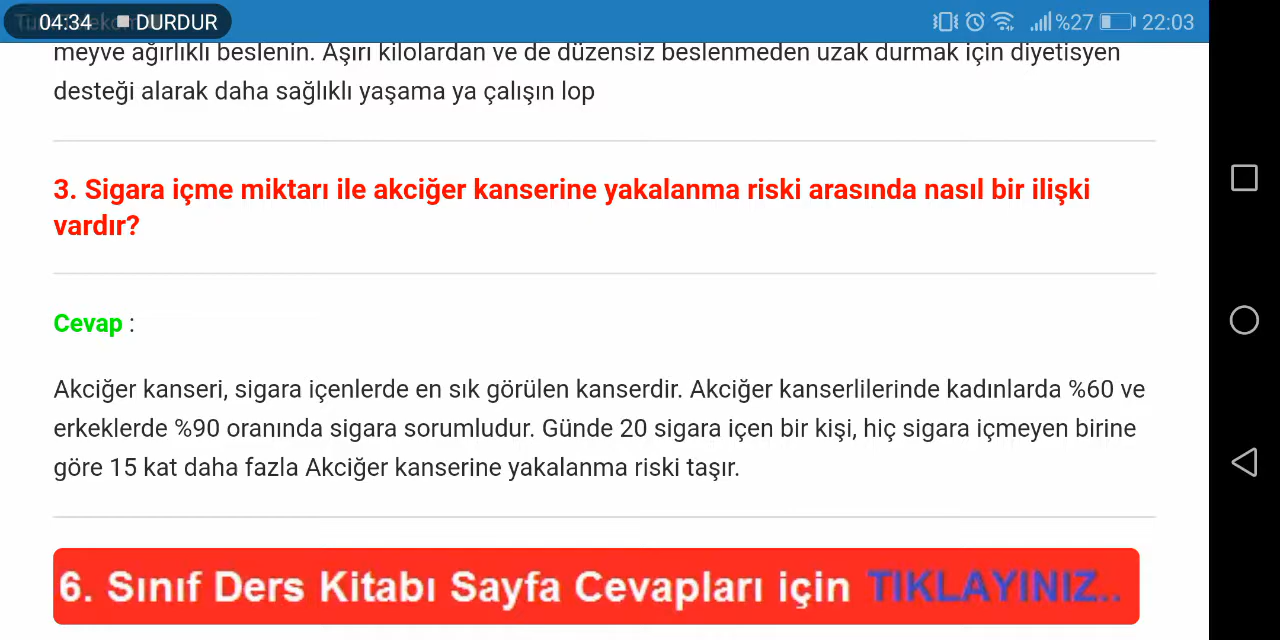 04:34 DURDUR %27 22:03
meyve ağırlıklı beslenin. Aşırı kilolardan ve de düzensiz beslenmeden uzak durmak için diyetisyen
desteği alarak daha sağlıklı yaşama ya çalışın lop
3. Sigara içme miktarı ile akciğer kanserine yakalanma riski arasında nasıl bir ilişki
vardır?
Cevap :
Akciğer kanseri, sigara içenlerde en sık görülen kanserdir. Akciğer kanserlilerinde kadınlarda %60 ve
erkeklerde %90 oranında sigara sorumludur. Günde 20 sigara içen bir kişi, hiç sigara içmeyen birine
göre 15 kat daha fazla Akciğer kanserine yakalanma riski taşır.
6. Sınıf Ders Kitabı Sayfa Cevapları için TIKLAYINIZ..